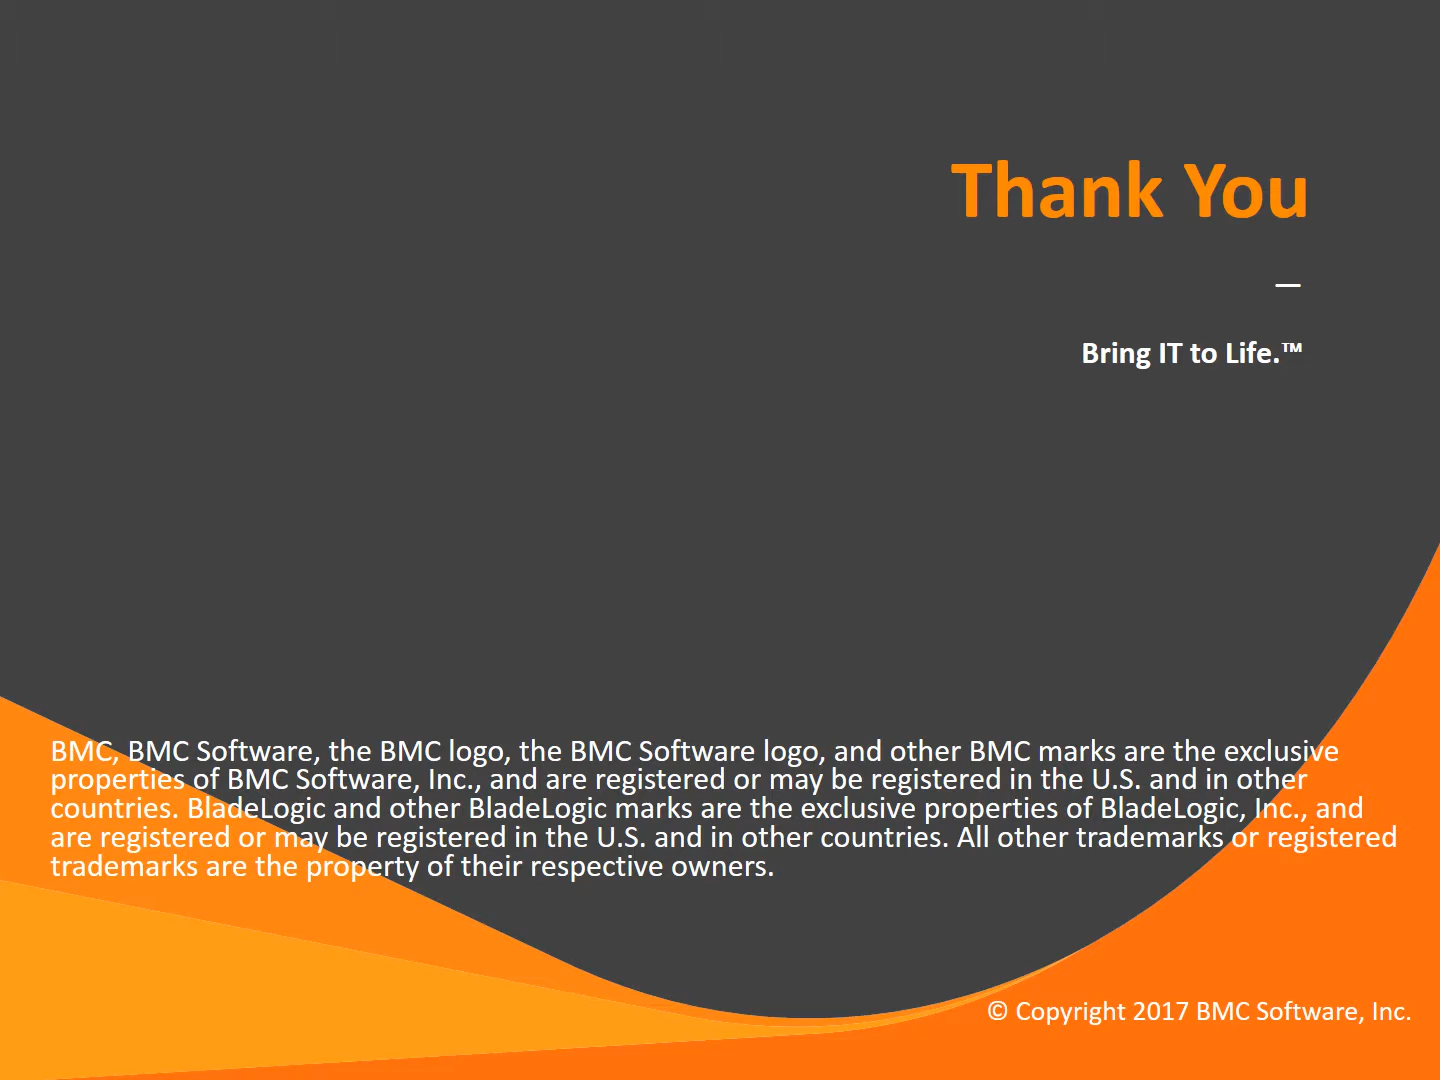 Thank You
—
Bring IT to Life.™
BMC, BMC Software, the BMC logo, the BMC Software logo, and other BMC marks are the exclusive
properties of BMC Software, Inc., and are registered or may be registered in the U.S. and in other
countries. BladeLogic and other BladeLogic marks are the exclusive properties of BladeLogic, Inc., and
are registered or may be registered in the U.S. and in other countries. All other trademarks or registered
trademarks are the property of their respective owners.
© Copyright 2017 BMC Software, Inc.